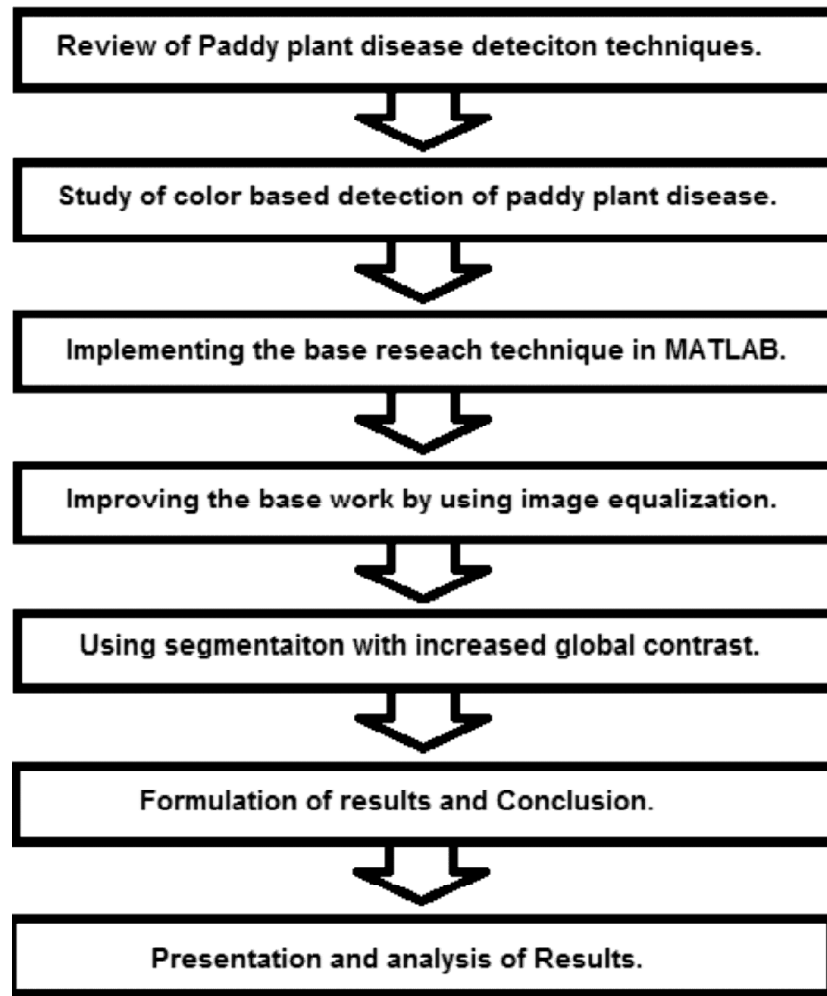 Review of Paddy plant disease deteciton techniques.
Study of color based detection of paddy plant disease.
Implementing the base reseach technique in MATLAB.
Improving the base work by using image equalization.
Using segmentaiton with increased global contrast.
Formulation of results and Conclusion.
Presentation and analysis of Results.